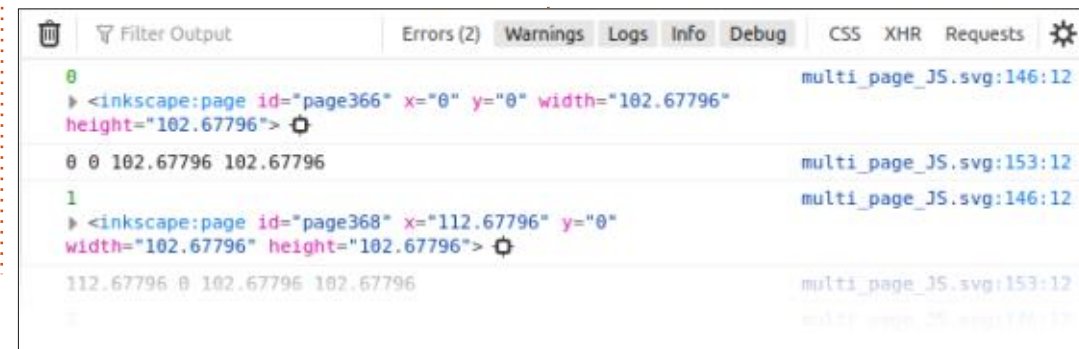 Filter Output Errors (2) Warnings Logs Info Debug CSS XHR Requests
0 multi_page_JS.svg:146:12
<inkscape:page id="page366" x="0" y="0" width="102.67796"
height="102.67796">
0 0 102.67796 102.67796 multi_page_JS.svg:153:12
1 multi_page_JS.svg:146:12
<inkscape:page id="page368" x="112.67796" y="0"
width="102.67796" height="102.67796">
112.67796 0 102.67796 102.67796 multi_page_JS.svg:153:12